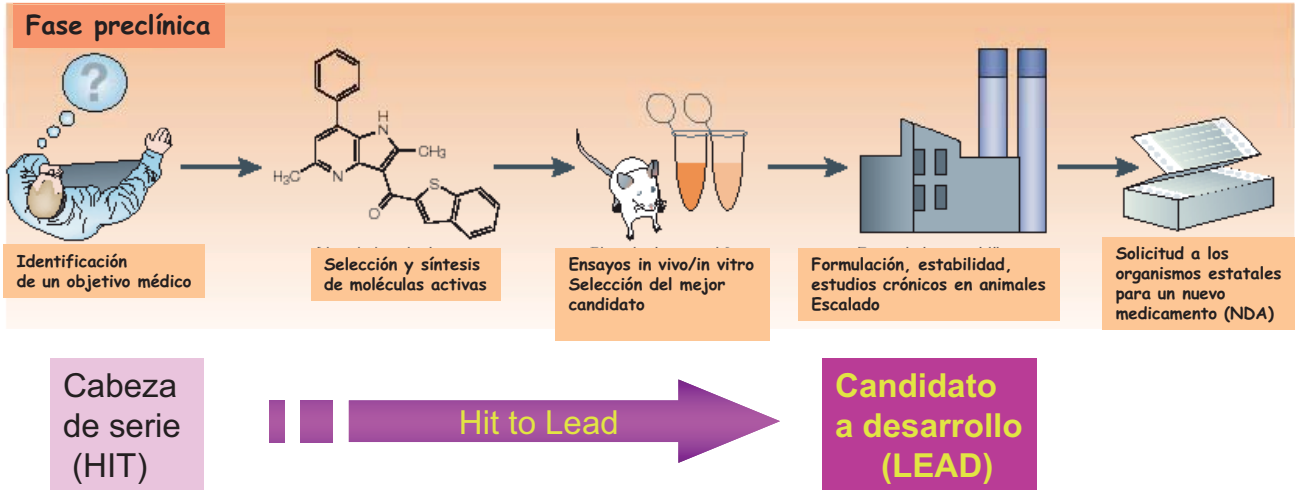 Fase preclínica
?
H
N
CH₃
H₃C
N
S
O
Identificación
de un objetivo médico
Selección y síntesis
de moléculas activas
Ensayos in vivo/in vitro
Selección del mejor
candidato
Formulación, estabilidad,
estudios crónicos en animales
Escalado
Solicitud a los
organismos estatales
para un nuevo
medicamento (NDA)
Cabeza
de serie
(HIT)
Hit to Lead
Candidato
a desarrollo
(LEAD)